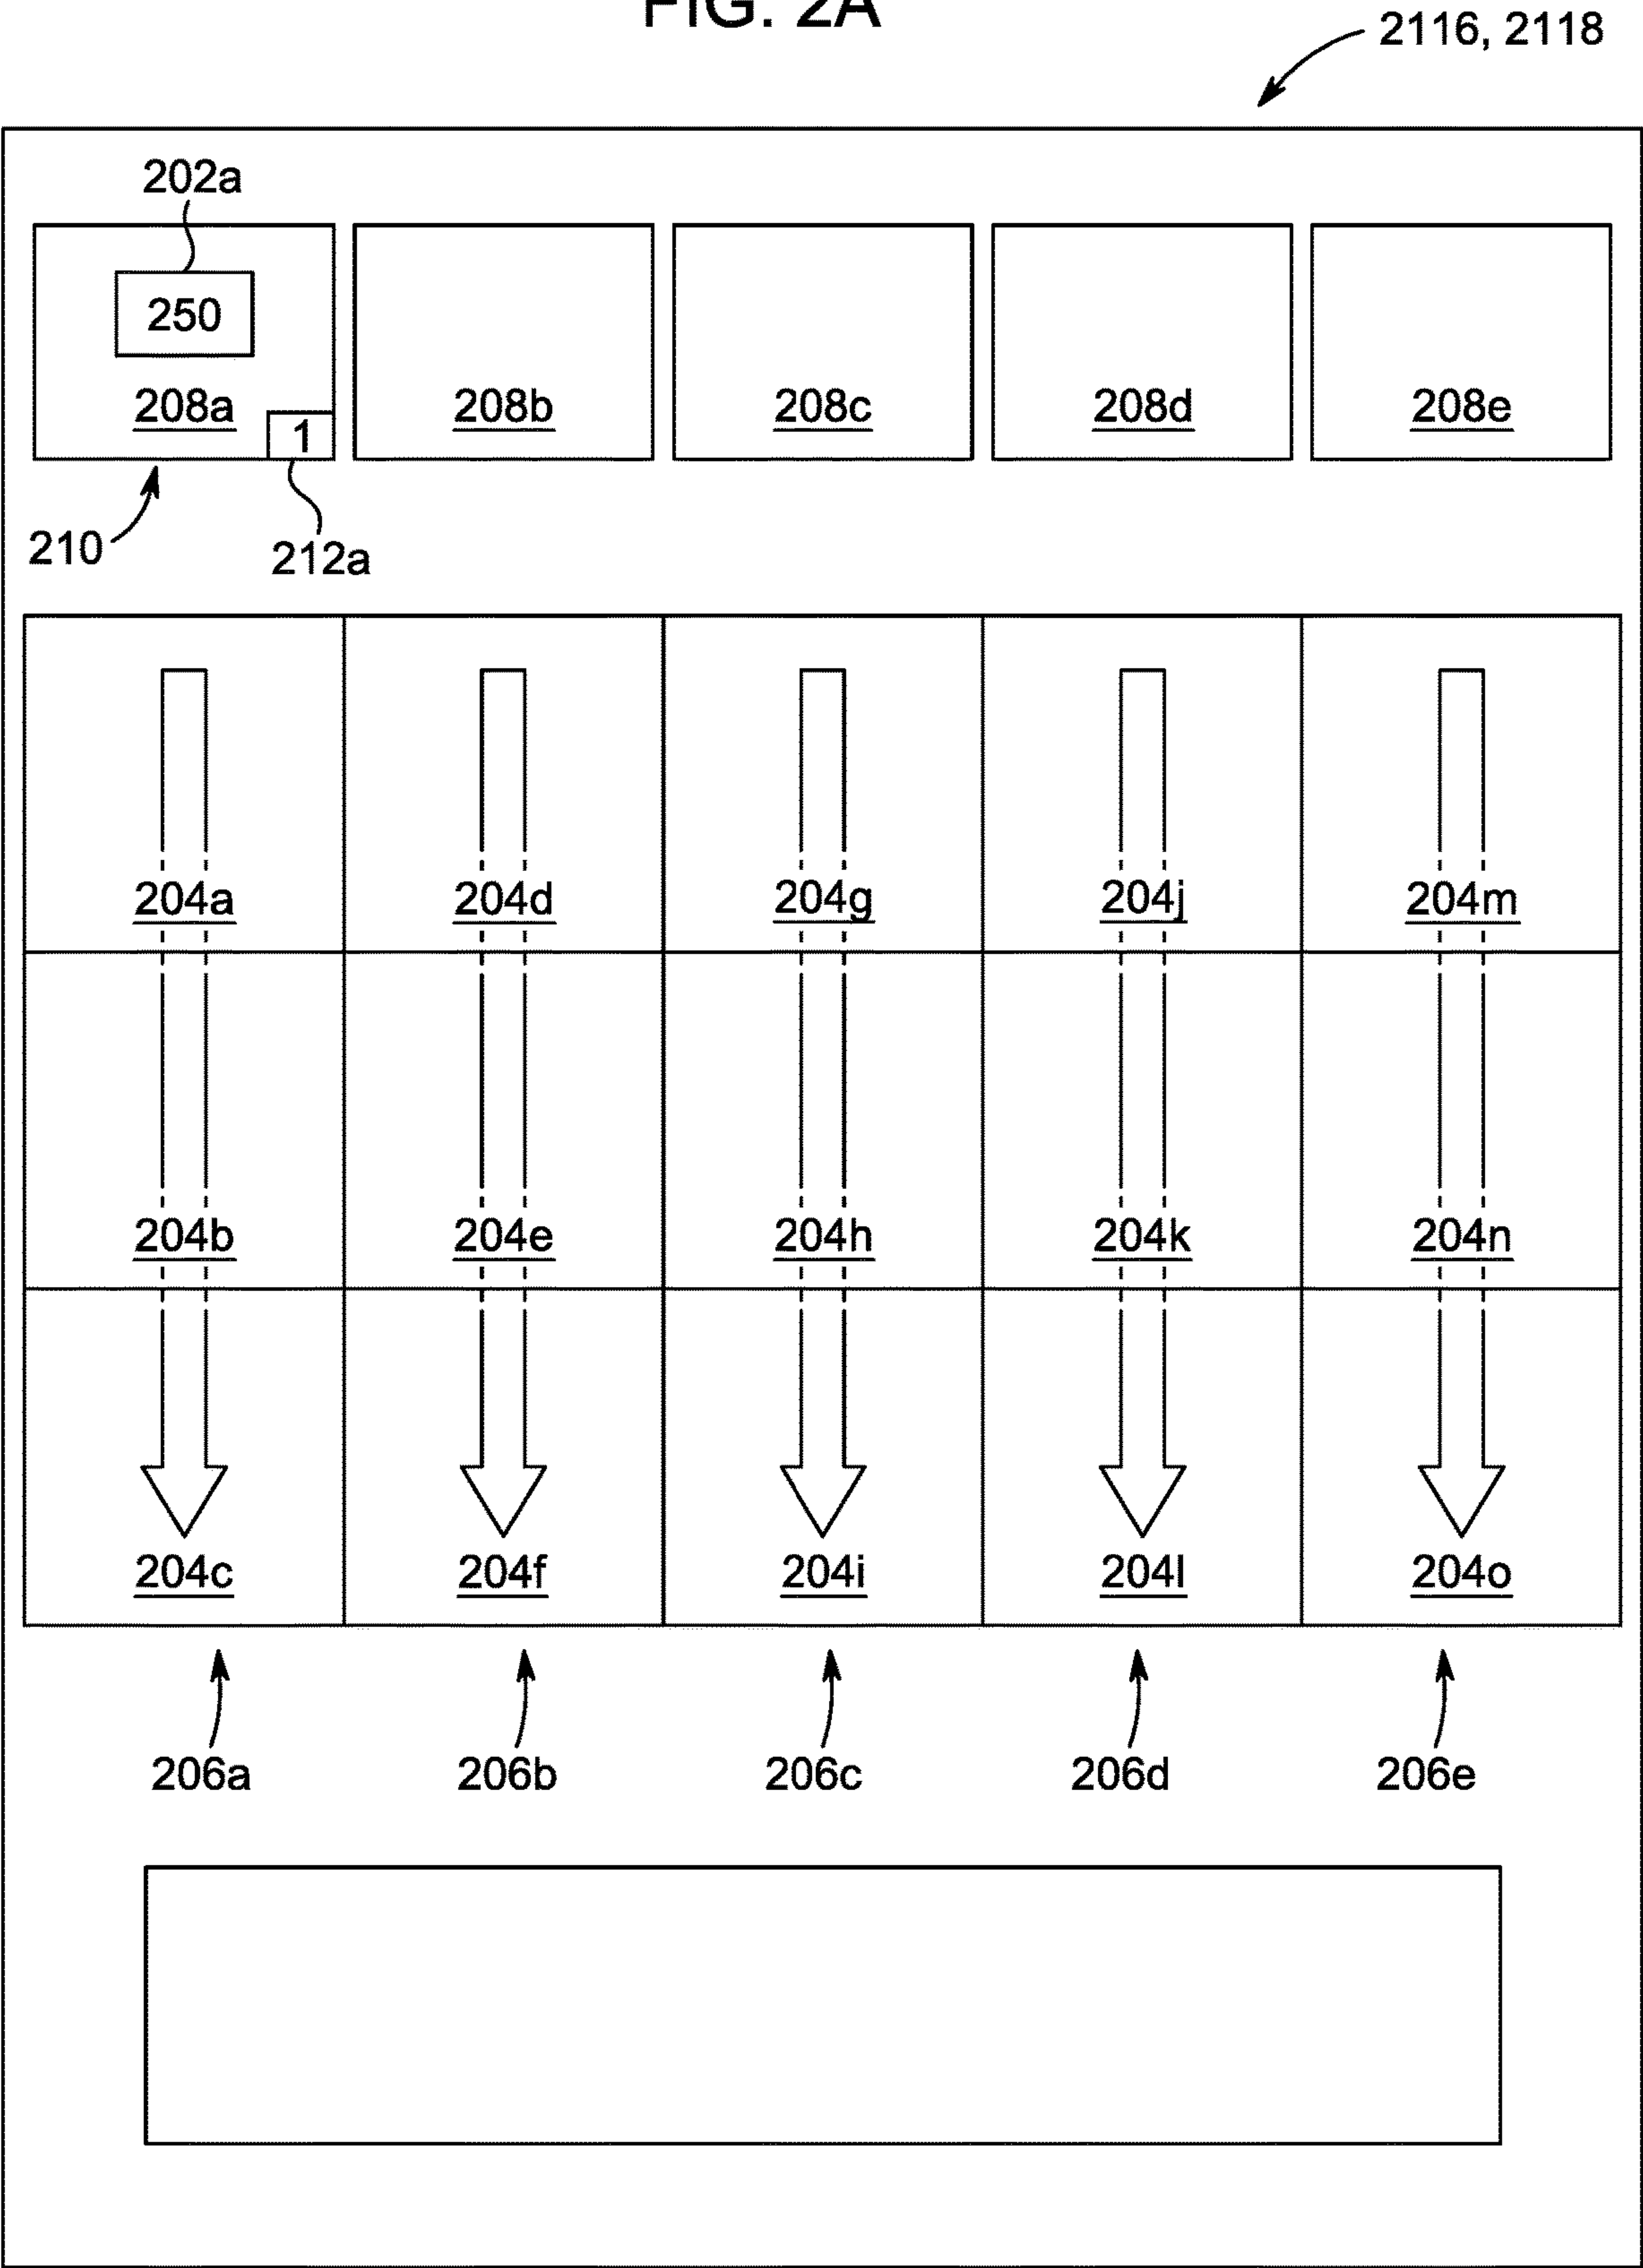 FIG. 2A
2116, 2118
202a
250
208a 208b 208c 208d 208e
1
210
212a
204a 204d 204g 204j 204m
204b 204e 204h 204k 204n
204c 204f 204i 204l 204o
206a 206b 206c 206d 206e